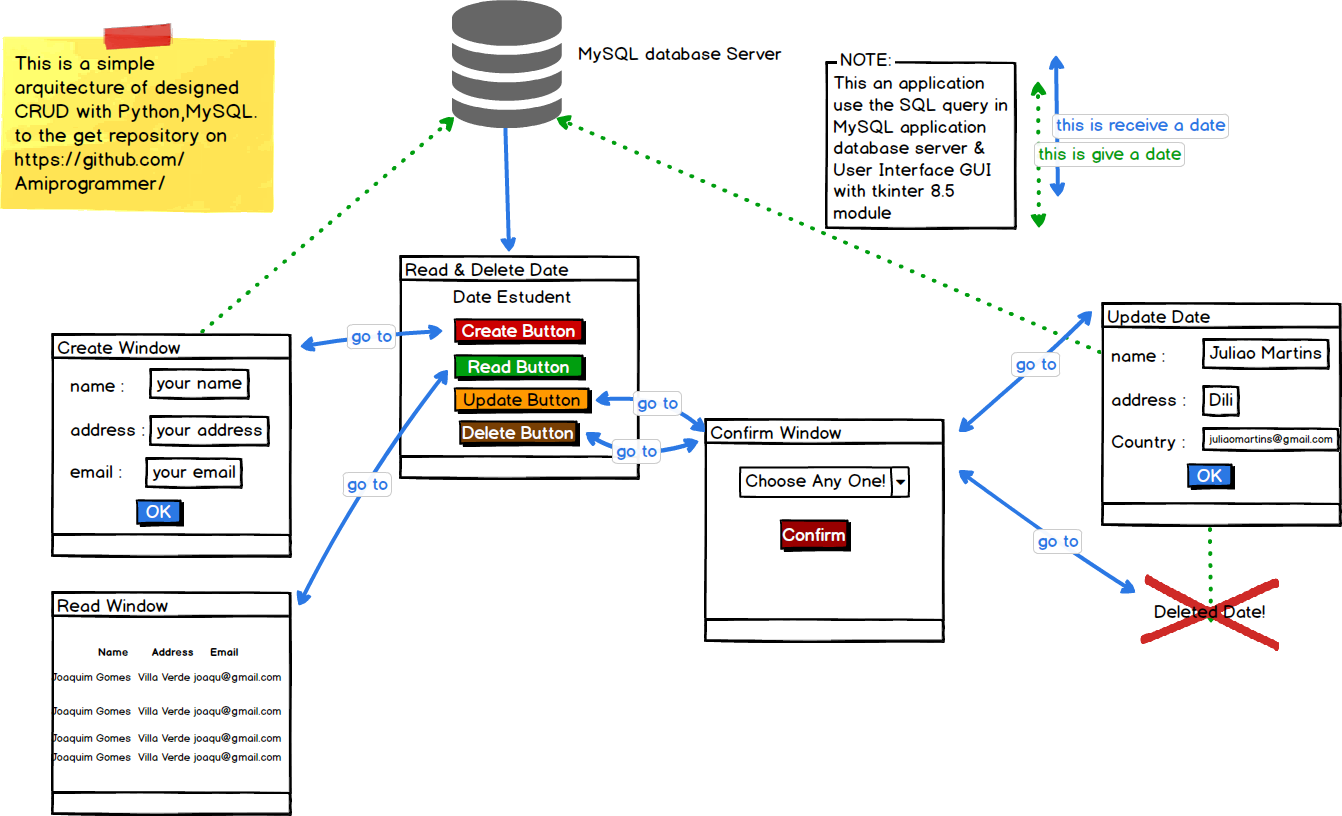 This is a simple
arquitecture of designed
CRUD with Python,MySQL.
to the get repository on
https://github.com/
Amiprogrammer/
MySQL database Server
NOTE:
This an application
use the SQL query in
MySQL application
database server &
User Interface GUI
with tkinter 8.5
module
this is receive a date
this is give a date
Read & Delete Date
Date Estudent
Create Button
Read Button
Update Button
Delete Button
go to
go to
go to
go to
Create Window
name :
your name
address :
your address
email :
your email
OK
Read Window
Name Address Email
Joaquim Gomes Villa Verde joaqu@gmail.com
Joaquim Gomes Villa Verde joaqu@gmail.com
Joaquim Gomes Villa Verde joaqu@gmail.com
Joaquim Gomes Villa Verde joaqu@gmail.com
Confirm Window
Choose Any One!
Confirm
go to
go to
Update Date
name :
Juliao Martins
address :
Dili
Country :
juliaomartins@gmail.com
OK
Deleted Date!